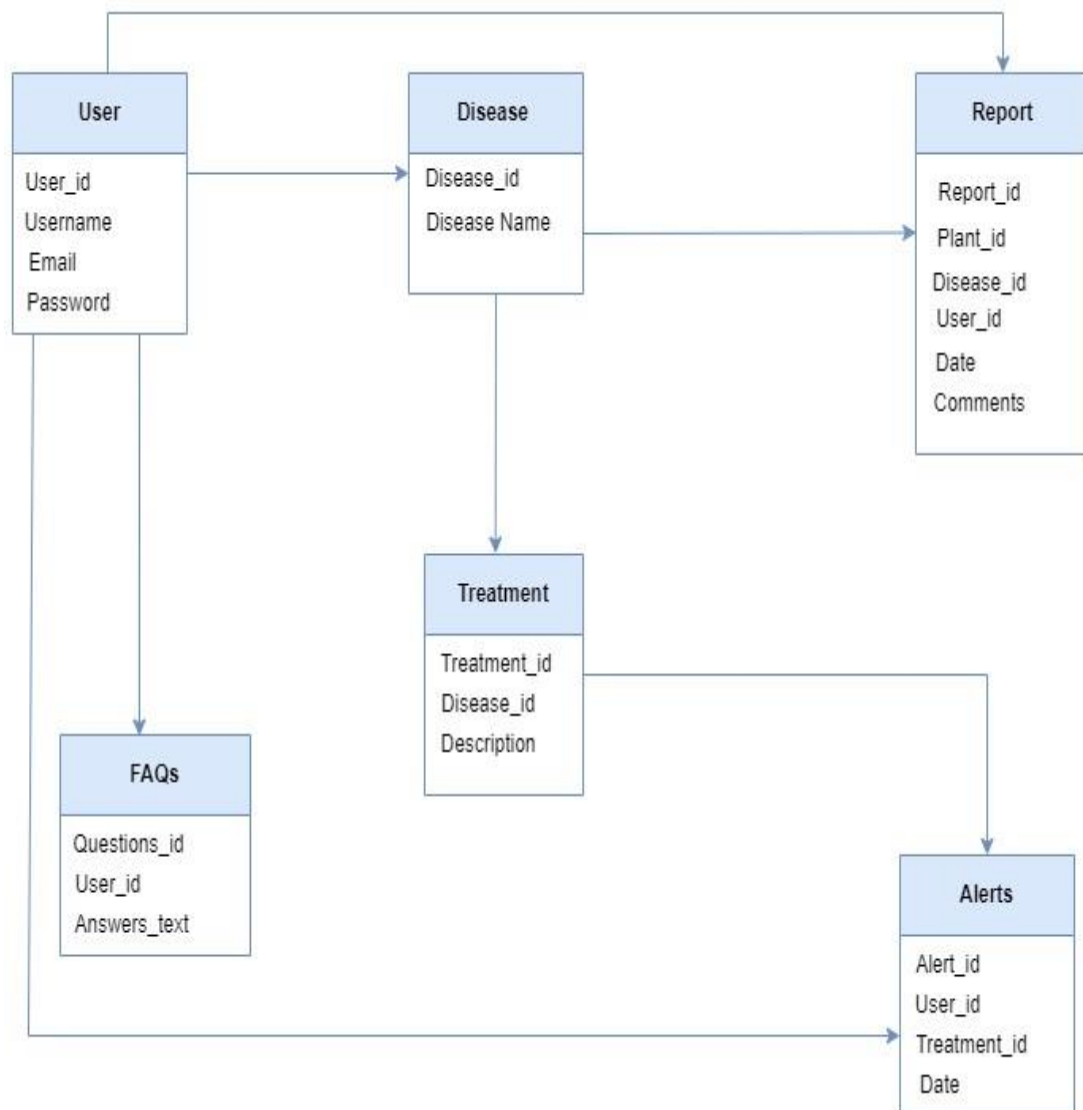 User
User_id
Username
Email
Password
Disease
Disease_id
Disease Name
Report
Report_id
Plant_id
Disease_id
User_id
Date
Comments
Treatment
Treatment_id
Disease_id
Description
FAQs
Questions_id
User_id
Answers_text
Alerts
Alert_id
User_id
Treatment_id
Date